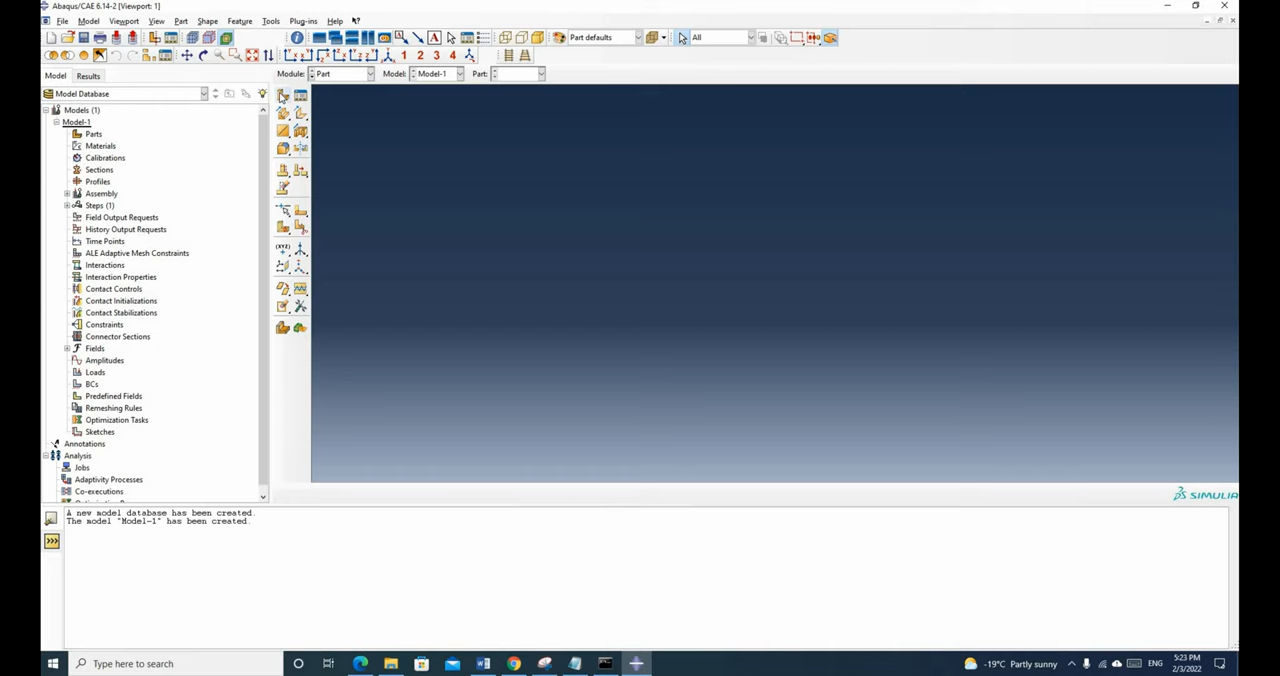 Abaqus/CAE 6.14-2 [Viewport: 1]
File Model Viewport View Part Shape Feature Tools Plug-ins Help
Part defaults All
1 2 3 4
Model Results Module: Part Model: Model-1 Part:
Model Database
Models (1)
Model-1
Parts
Materials
Calibrations
Sections
Profiles
Assembly
Steps (1)
Field Output Requests
History Output Requests
Time Points
ALE Adaptive Mesh Constraints
Interactions
Interaction Properties
Contact Controls
Contact Initializations
Contact Stabilizations
Constraints
Connector Sections
Fields
Amplitudes
Loads
BCs
Predefined Fields
Remeshing Rules
Optimization Tasks
Sketches
Annotations
Analysis
Jobs
Adaptivity Processes
Co-executions
SIMULIA
A new model database has been created.
The model "Model-1" has been created.
Type here to search
-19°C Partly sunny
ENG
5:23 PM
2/3/2022